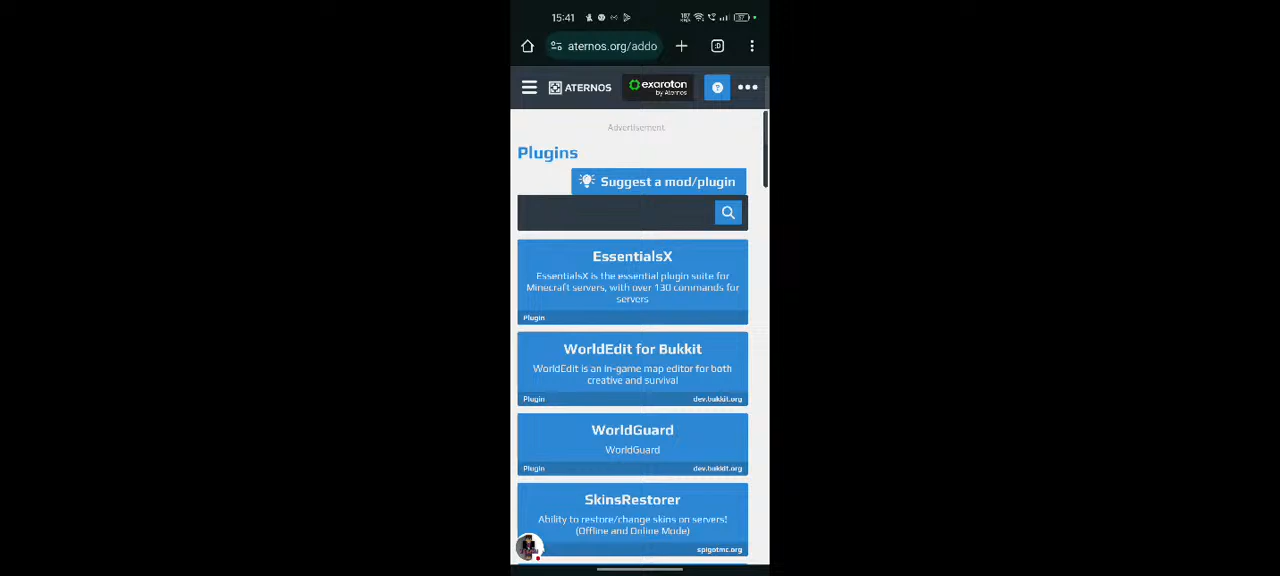 15:41
57
aternos.org/addo
:D
ATERNOS
exaroton
by Aternos
?
Advertisement
Plugins
Suggest a mod/plugin
EssentialsX
EssentialsX is the essential plugin suite for
Minecraft servers, with over 130 commands for
servers
Plugin
WorldEdit for Bukkit
WorldEdit is an in-game map editor for both
creative and survival
Plugin dev.bukkit.org
WorldGuard
WorldGuard
Plugin dev.bukkit.org
SkinsRestorer
Ability to restore/change skins on servers!
(Offline and Online Mode)
spigotmc.org